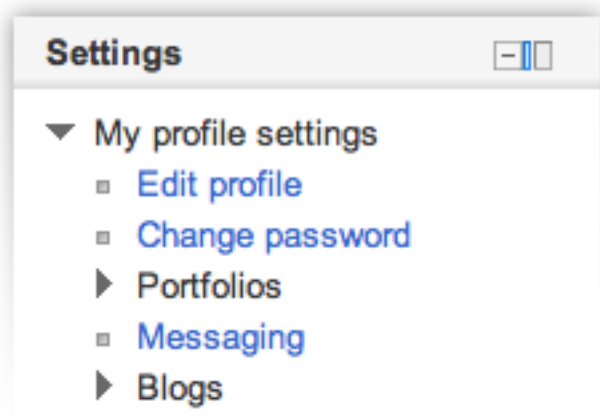 Settings
My profile settings
Edit profile
Change password
Portfolios
Messaging
Blogs